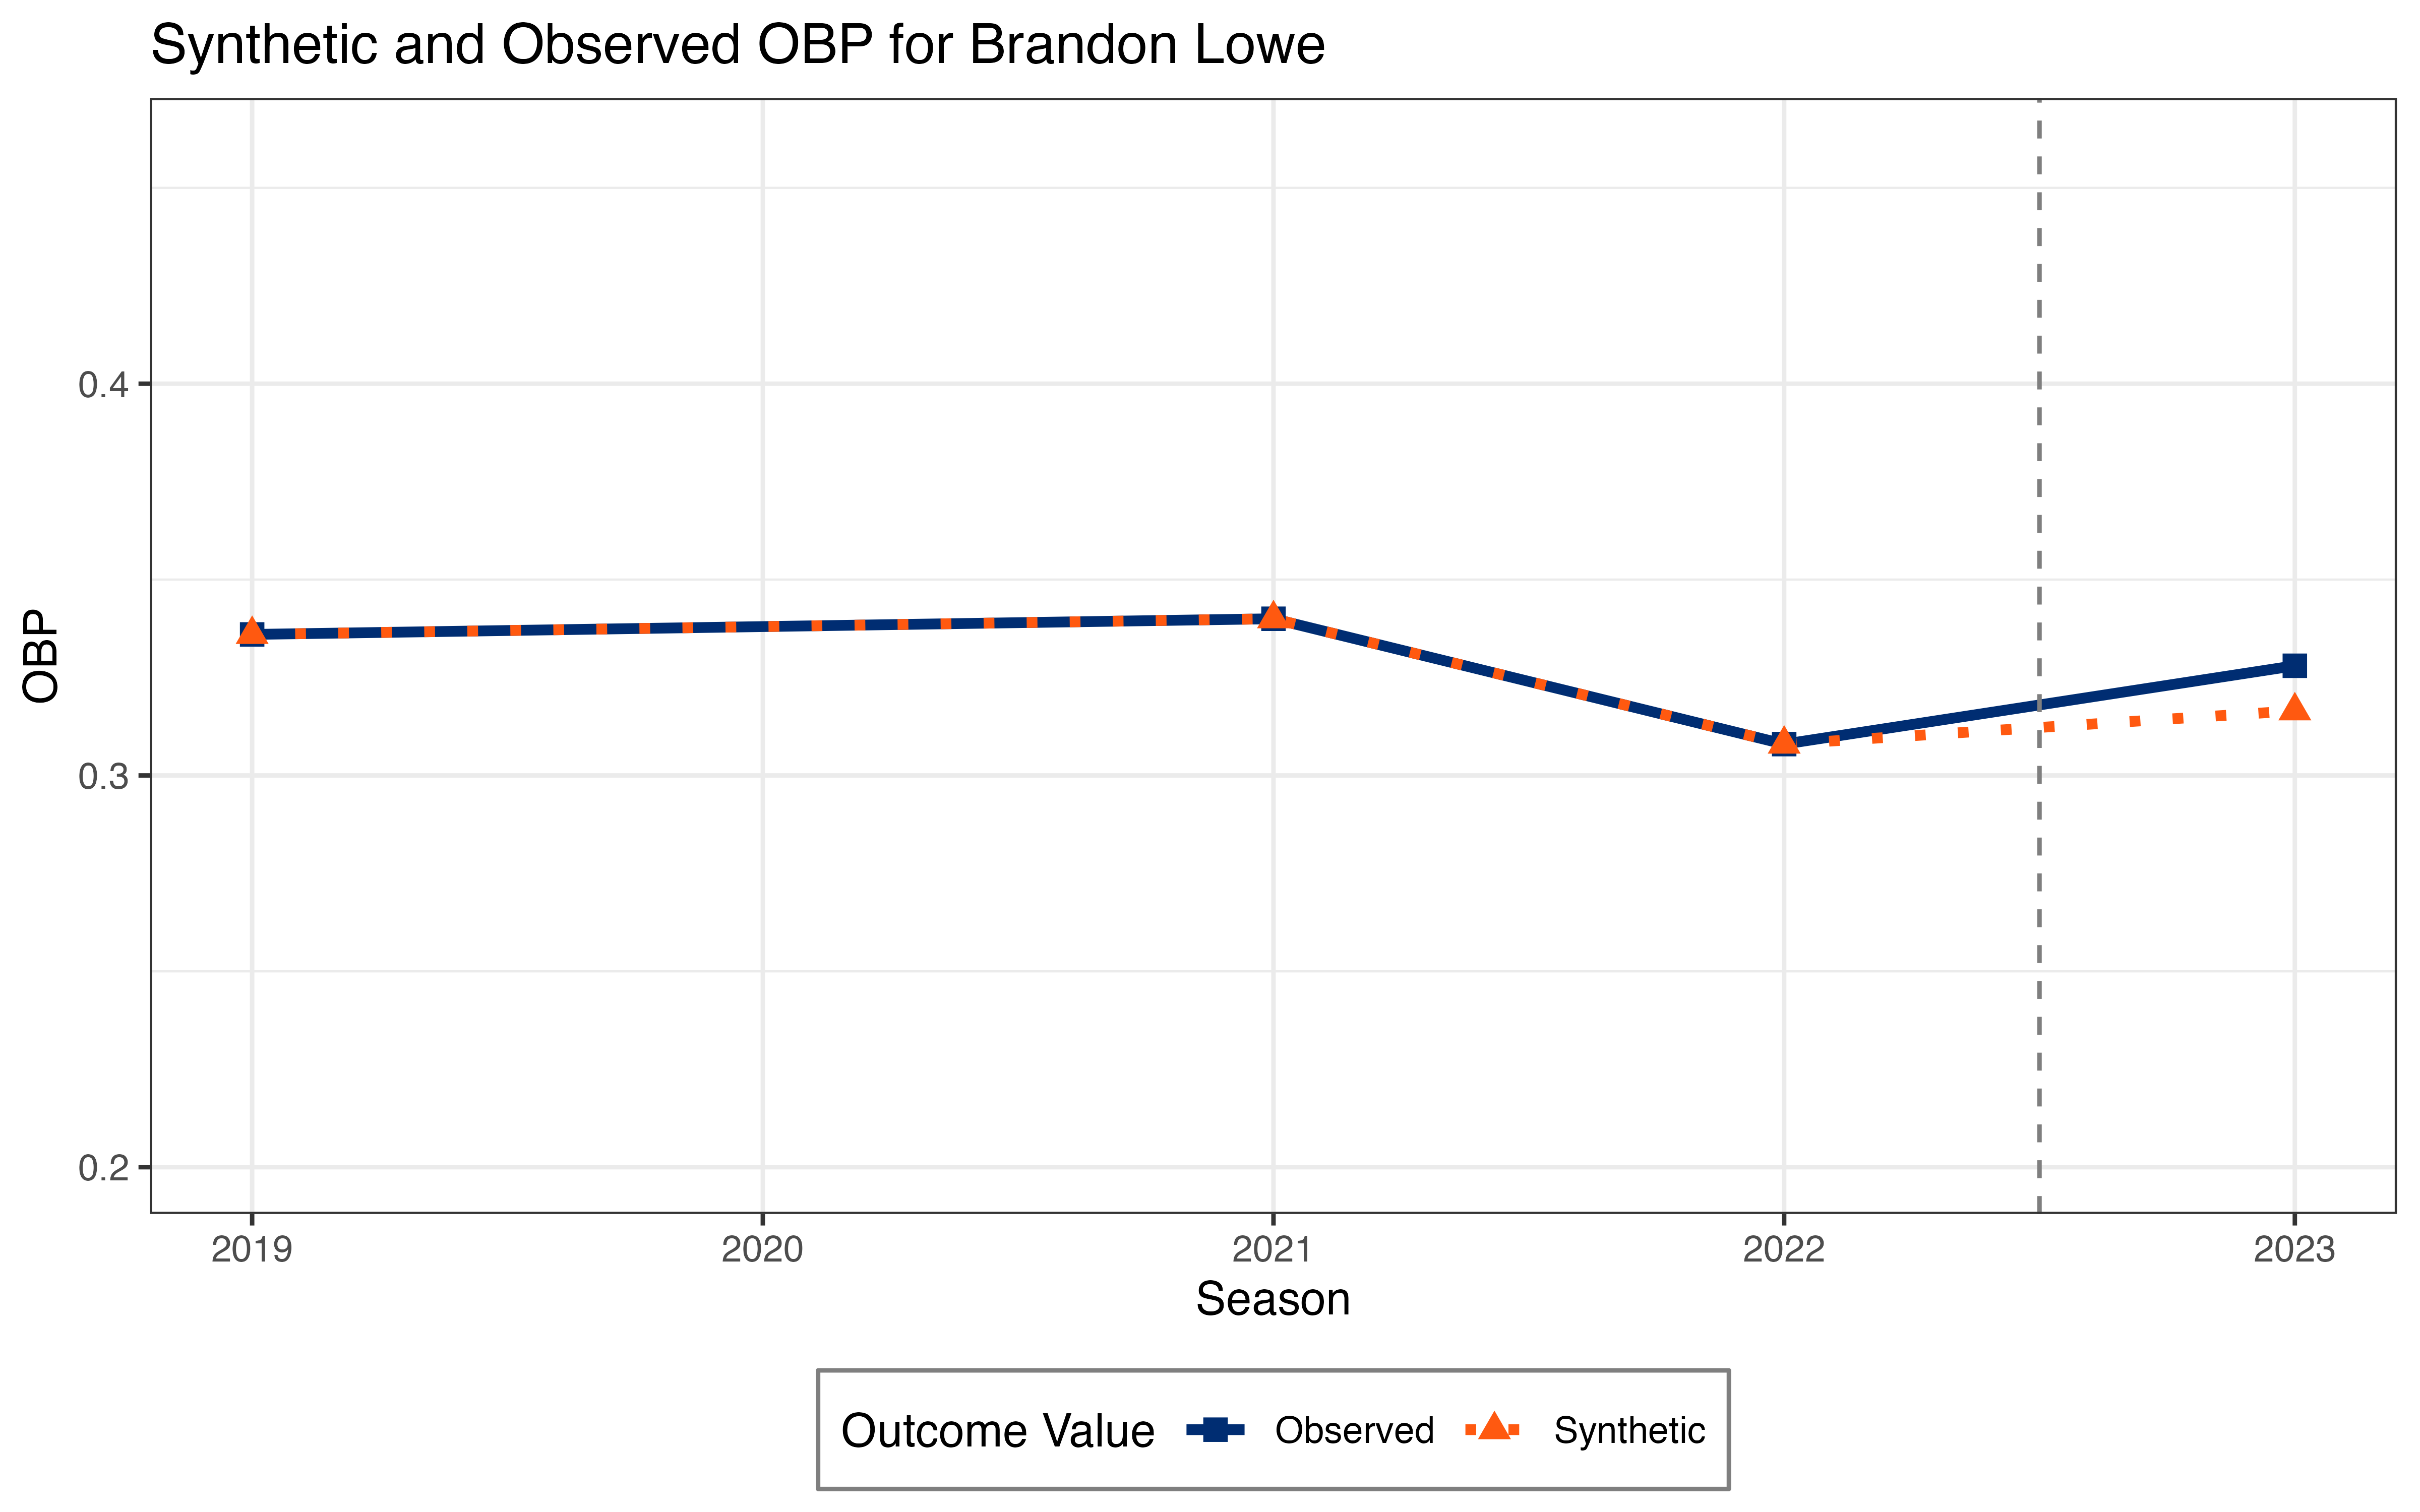 Synthetic and Observed OBP for Brandon Lowe
OBP
0.4
0.3
0.2
2019 2020 2021 2022 2023
Season
Outcome Value Observed Synthetic